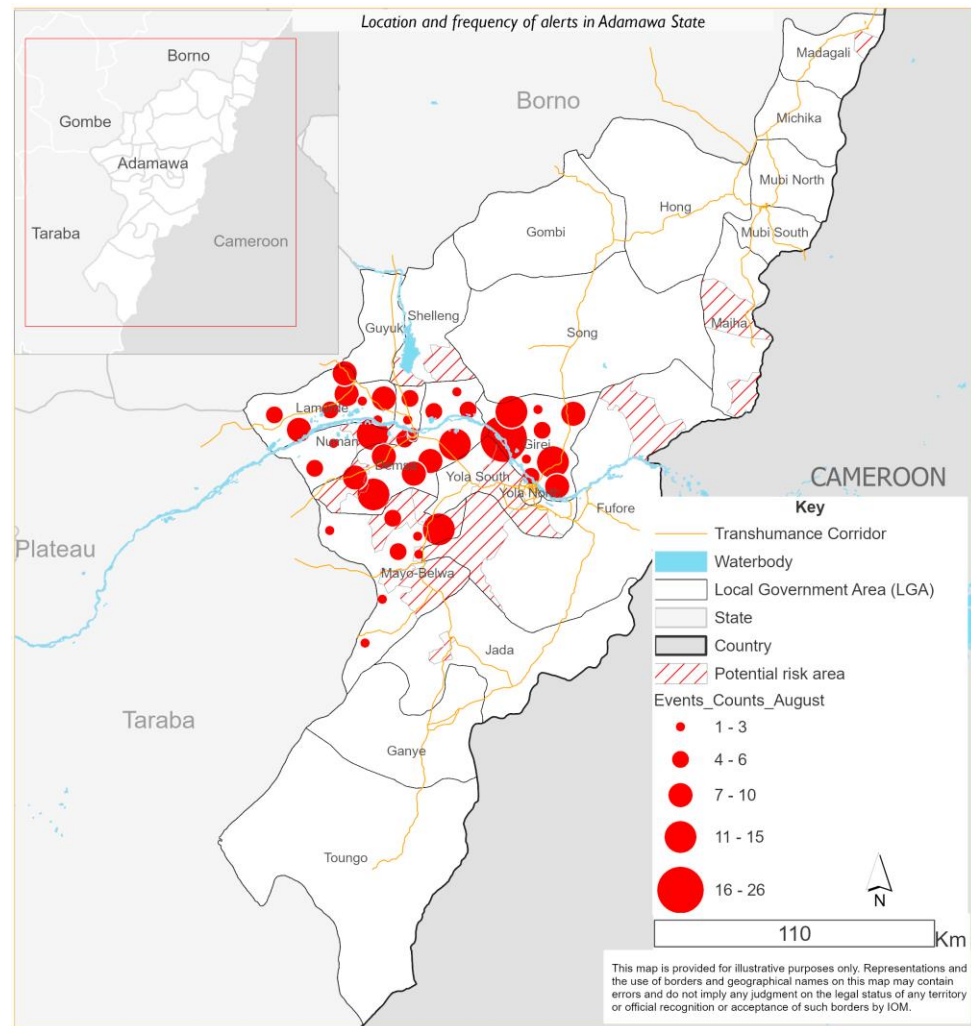 Location and frequency of alerts in Adamawa State
Borno
Gombe
Adamawa
Taraba
Cameroon
Borno
Madagali
Michika
Mubi North
Hong
Gombi
Mubi South
Shelleng
Guyuk
Song
Maiha
Lamurde
Numan
Girei
Demsa
Yola South
Yola North
CAMEROON
Fufore
Plateau
Mayo-Belwa
Jada
Taraba
Ganye
Toungo
Key
Transhumance Corridor
Waterbody
Local Government Area (LGA)
State
Country
Potential risk area
Events_Counts_August
1 - 3
4 - 6
7 - 10
11 - 15
16 - 26
N
110
Km
This map is provided for illustrative purposes only. Representations and
the use of borders and geographical names on this map may contain
errors and do not imply any judgment on the legal status of any territory
or official recognition or acceptance of such borders by IOM.